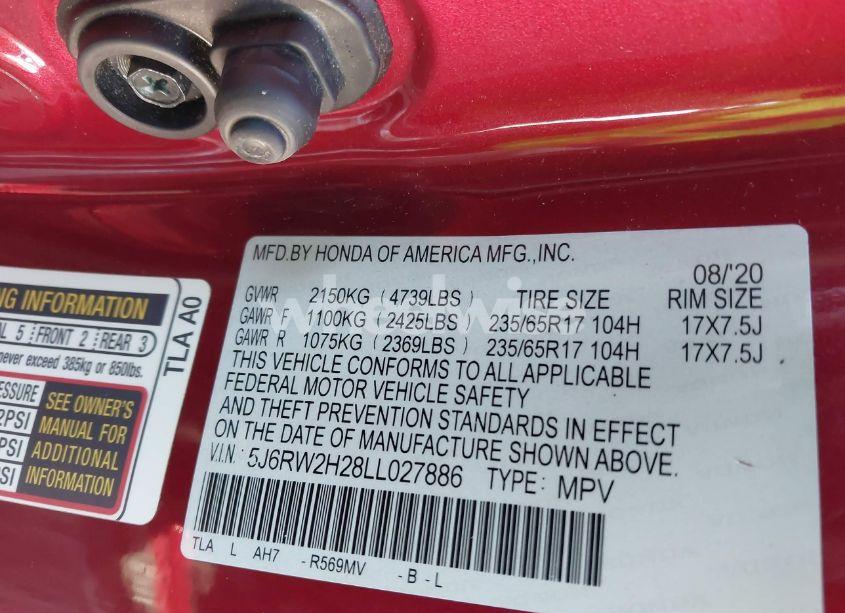 MFD.BY HONDA OF AMERICA MFG.,INC.
08/'20
GVWR 2150KG (4739LBS) TIRE SIZE RIM SIZE
GAWR F 1100KG (2425LBS) 235/65R17 104H 17X7.5J
GAWR R 1075KG (2369LBS) 235/65R17 104H 17X7.5J
THIS VEHICLE CONFORMS TO ALL APPLICABLE
FEDERAL MOTOR VEHICLE SAFETY
AND THEFT PREVENTION STANDARDS IN EFFECT
ON THE DATE OF MANUFACTURE SHOWN ABOVE.
V.I.N: 5J6RW2H28LL027886 TYPE: MPV
TLA L AH7 -R569MV -B-L
INFORMATION
5 FRONT 2 REAR 3
exceed 385kg or 850lbs.
SEE OWNER'S
MANUAL FOR
ADDITIONAL
INFORMATION
TLA A0